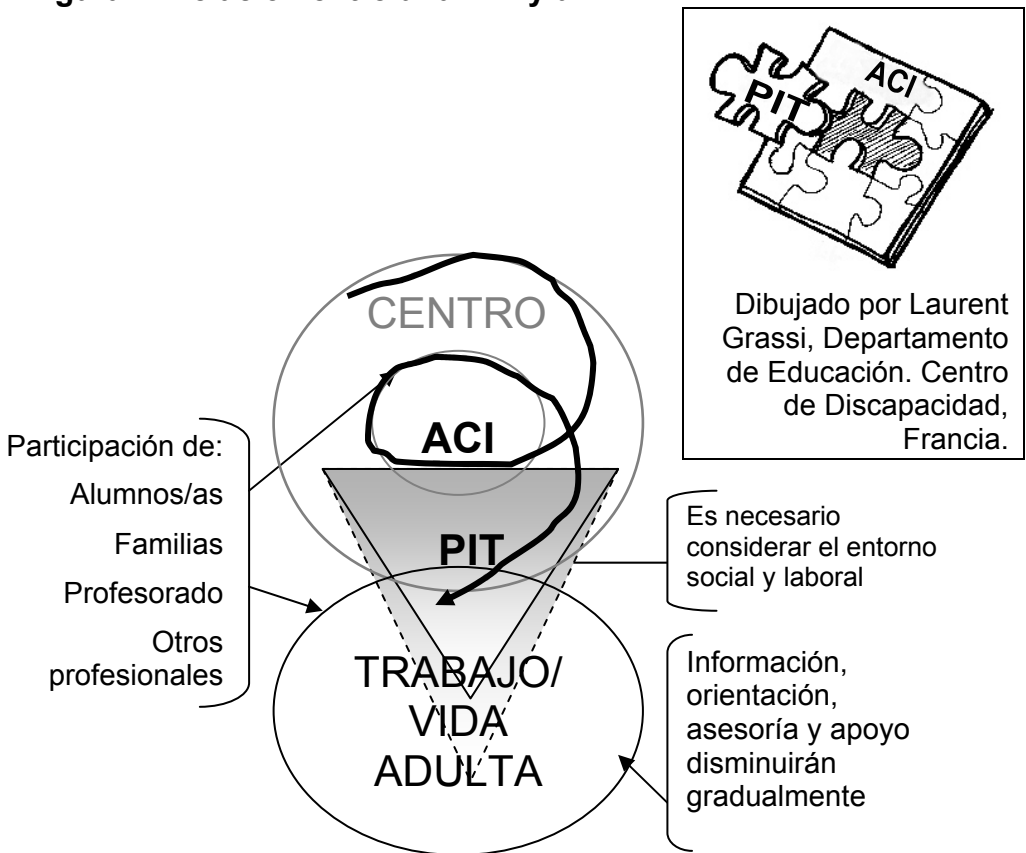 PIT
ACI
Dibujado por Laurent
Grassi, Departamento
de Educación. Centro
de Discapacidad,
Francia.
CENTRO
ACI
PIT
TRABAJO/
VIDA
ADULTA
Participación de:
Alumnos/as
Familias
Profesorado
Otros
profesionales
Es necesario
considerar el entorno
social y laboral
Información,
orientación,
asesoría y apoyo
disminuirán
gradualmente